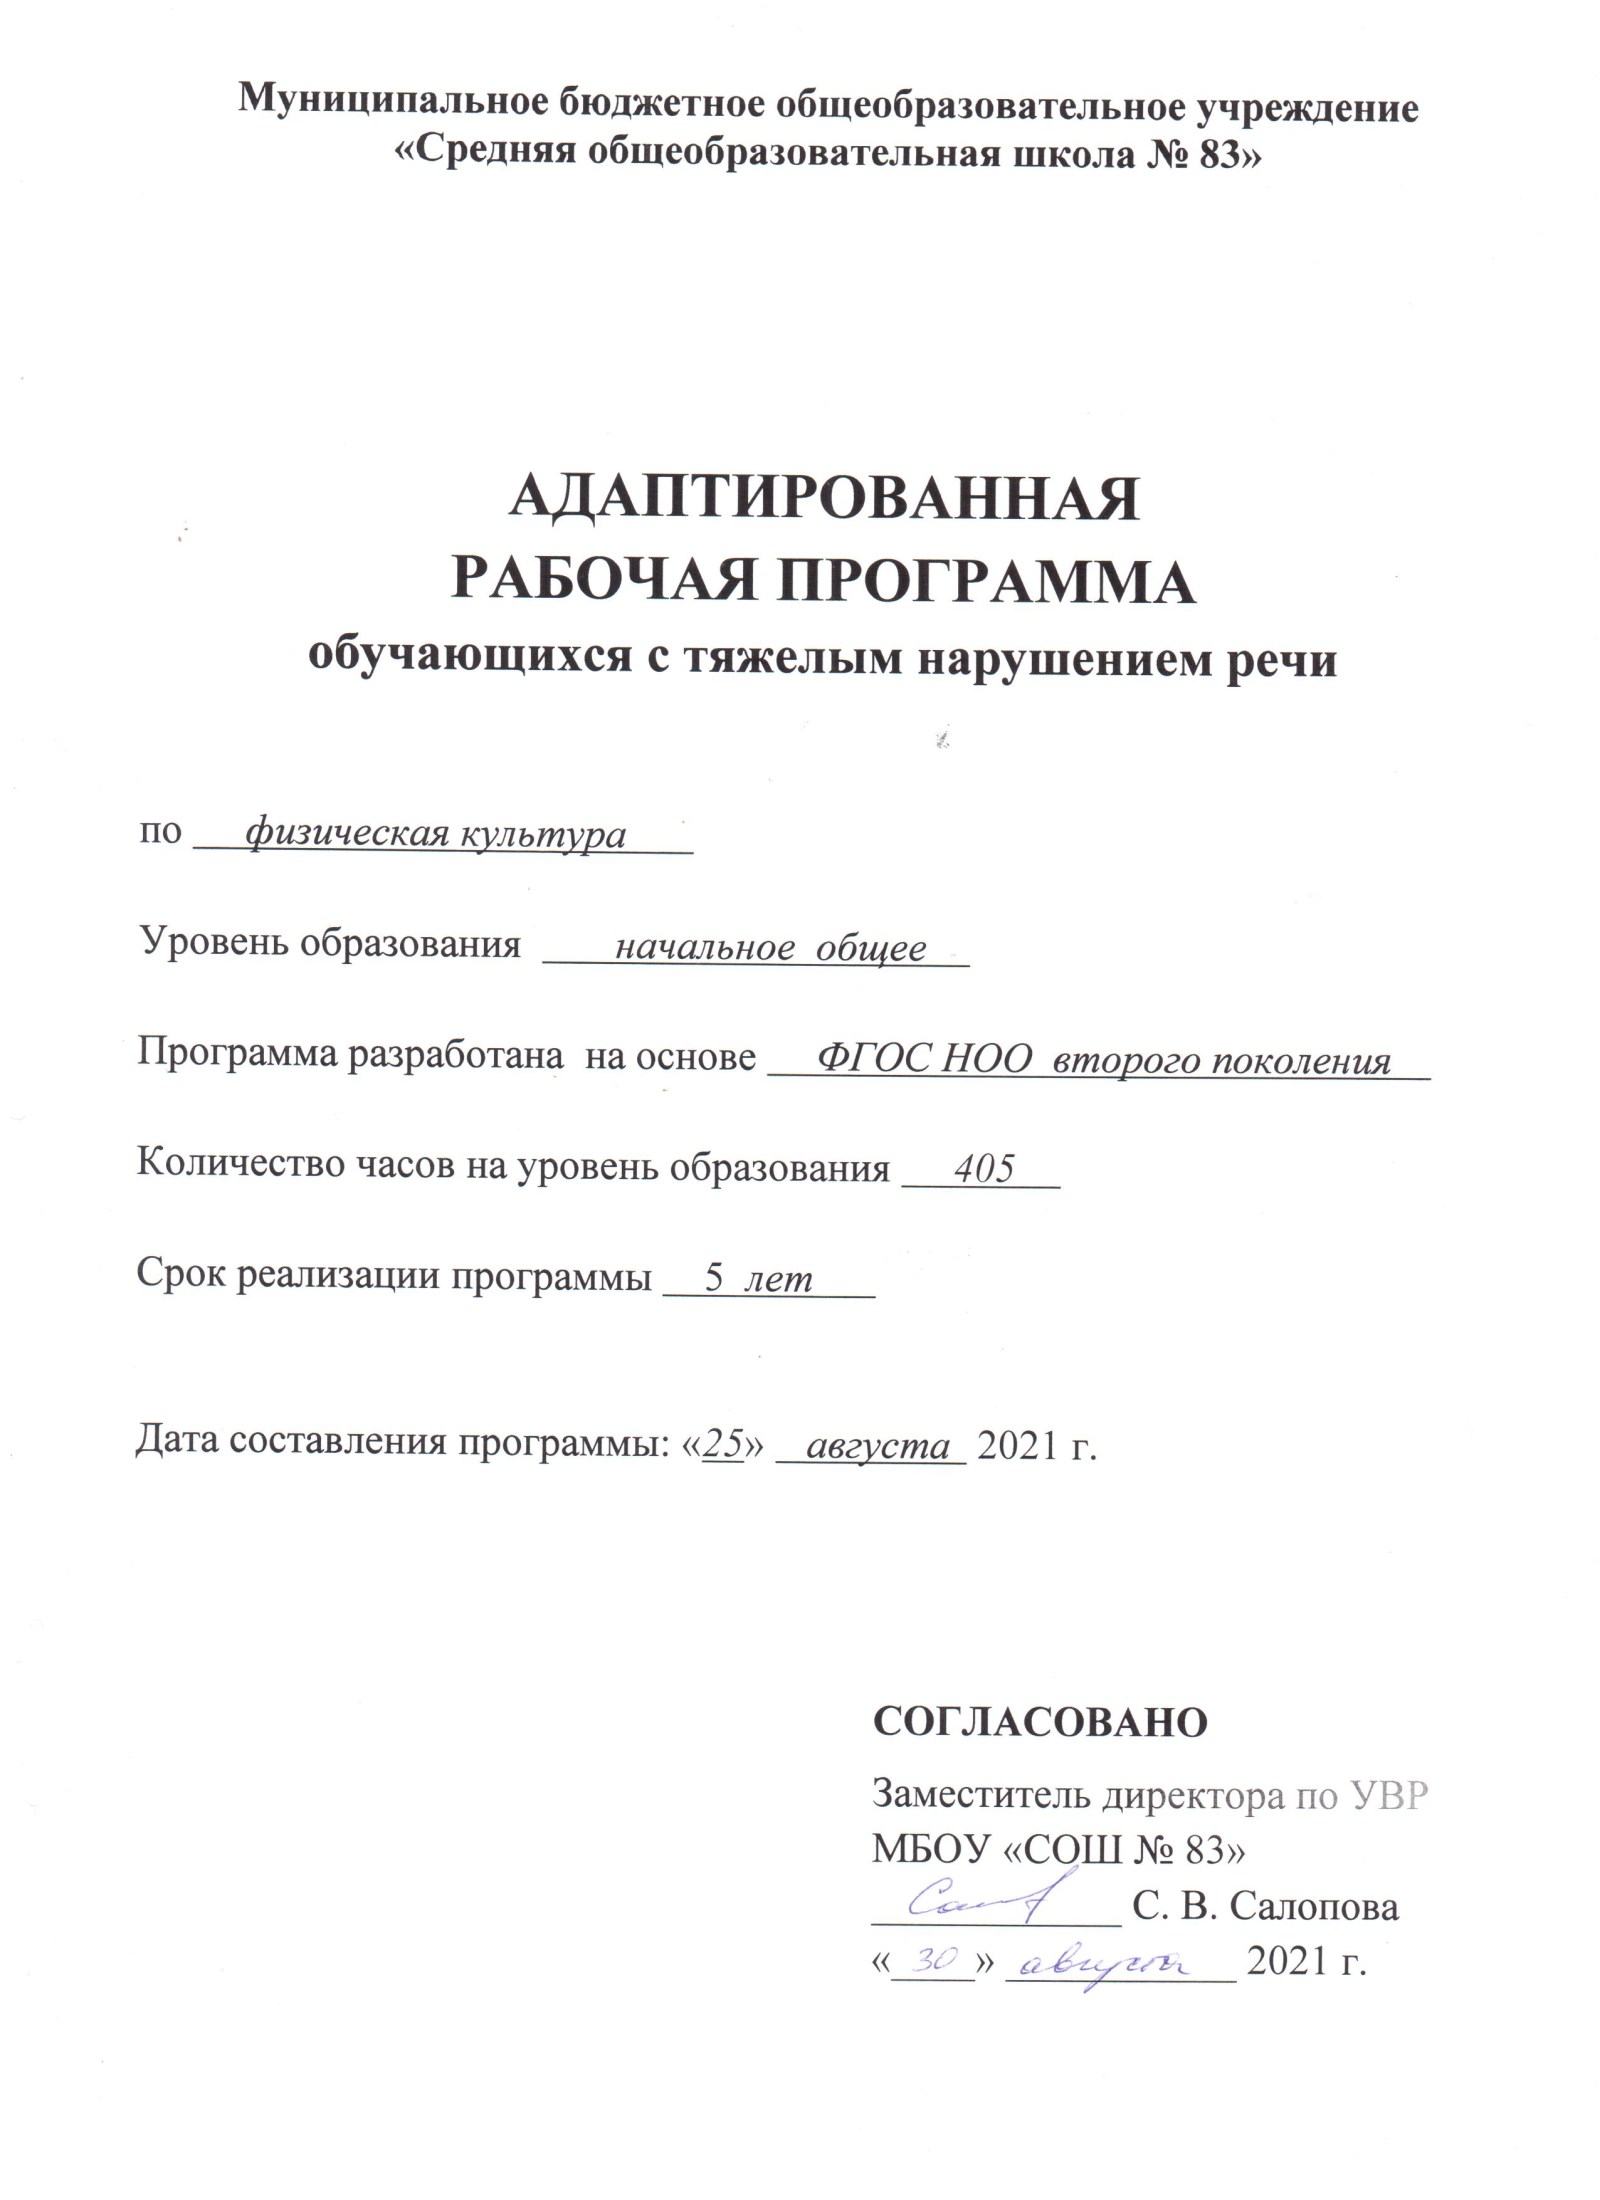 Муниципальное бюджетное общеобразовательное учреждение
«Средняя общеобразовательная школа № 83»
АДАПТИРОВАННАЯ
РАБОЧАЯ ПРОГРАММА
обучающихся с тяжелым нарушением речи
по физическая культура
Уровень образования начальное общее
Программа разработана на основе ФГОС НОО второго поколения
Количество часов на уровень образования 405
Срок реализации программы 5 лет
Дата составления программы: «25» августа 2021 г.
СОГЛАСОВАНО
Заместитель директора по УВР
МБОУ «СОШ № 83»
С. В. Салопова
«30» августа 2021 г.